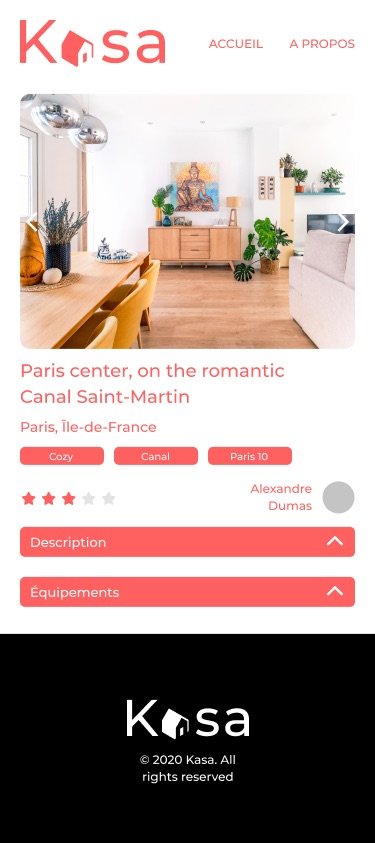 Kasa
ACCUEIL
A PROPOS
Paris center, on the romantic
Canal Saint-Martin
Paris, Île-de-France
Cozy
Canal
Paris 10
Alexandre
Dumas
Description
Équipements
Kasa
© 2020 Kasa. All
rights reserved